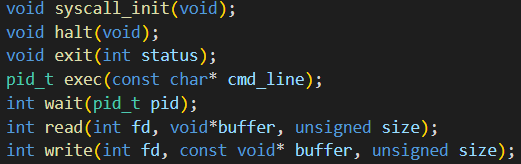 void syscall_init(void);
void halt(void);
void exit(int status);
pid_t exec(const char* cmd_line);
int wait(pid_t pid);
int read(int fd, void*buffer, unsigned size);
int write(int fd, const void* buffer, unsigned size);